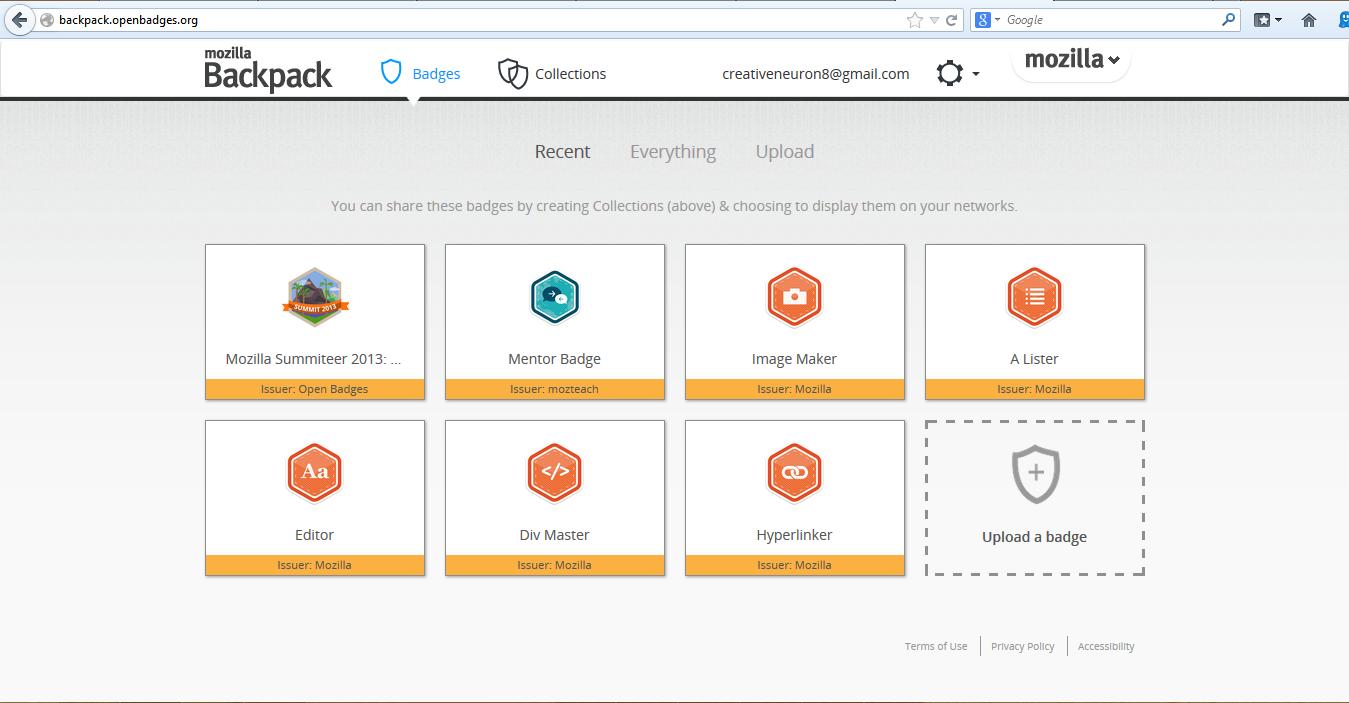 backpack.openbadges.org
Google
mozilla
Backpack
Badges
Collections
creativeneuron8@gmail.com
mozilla
Recent
Everything
Upload
You can share these badges by creating Collections (above) & choosing to display them on your networks.
SUMMIT 2013
Mozilla Summiteer 2013: ...
Issuer: Open Badges
Mentor Badge
Issuer: mozteach
Image Maker
Issuer: Mozilla
A Lister
Issuer: Mozilla
Aa
Editor
Issuer: Mozilla
</>
Div Master
Issuer: Mozilla
Hyperlinker
Issuer: Mozilla
Upload a badge
Terms of Use
Privacy Policy
Accessibility